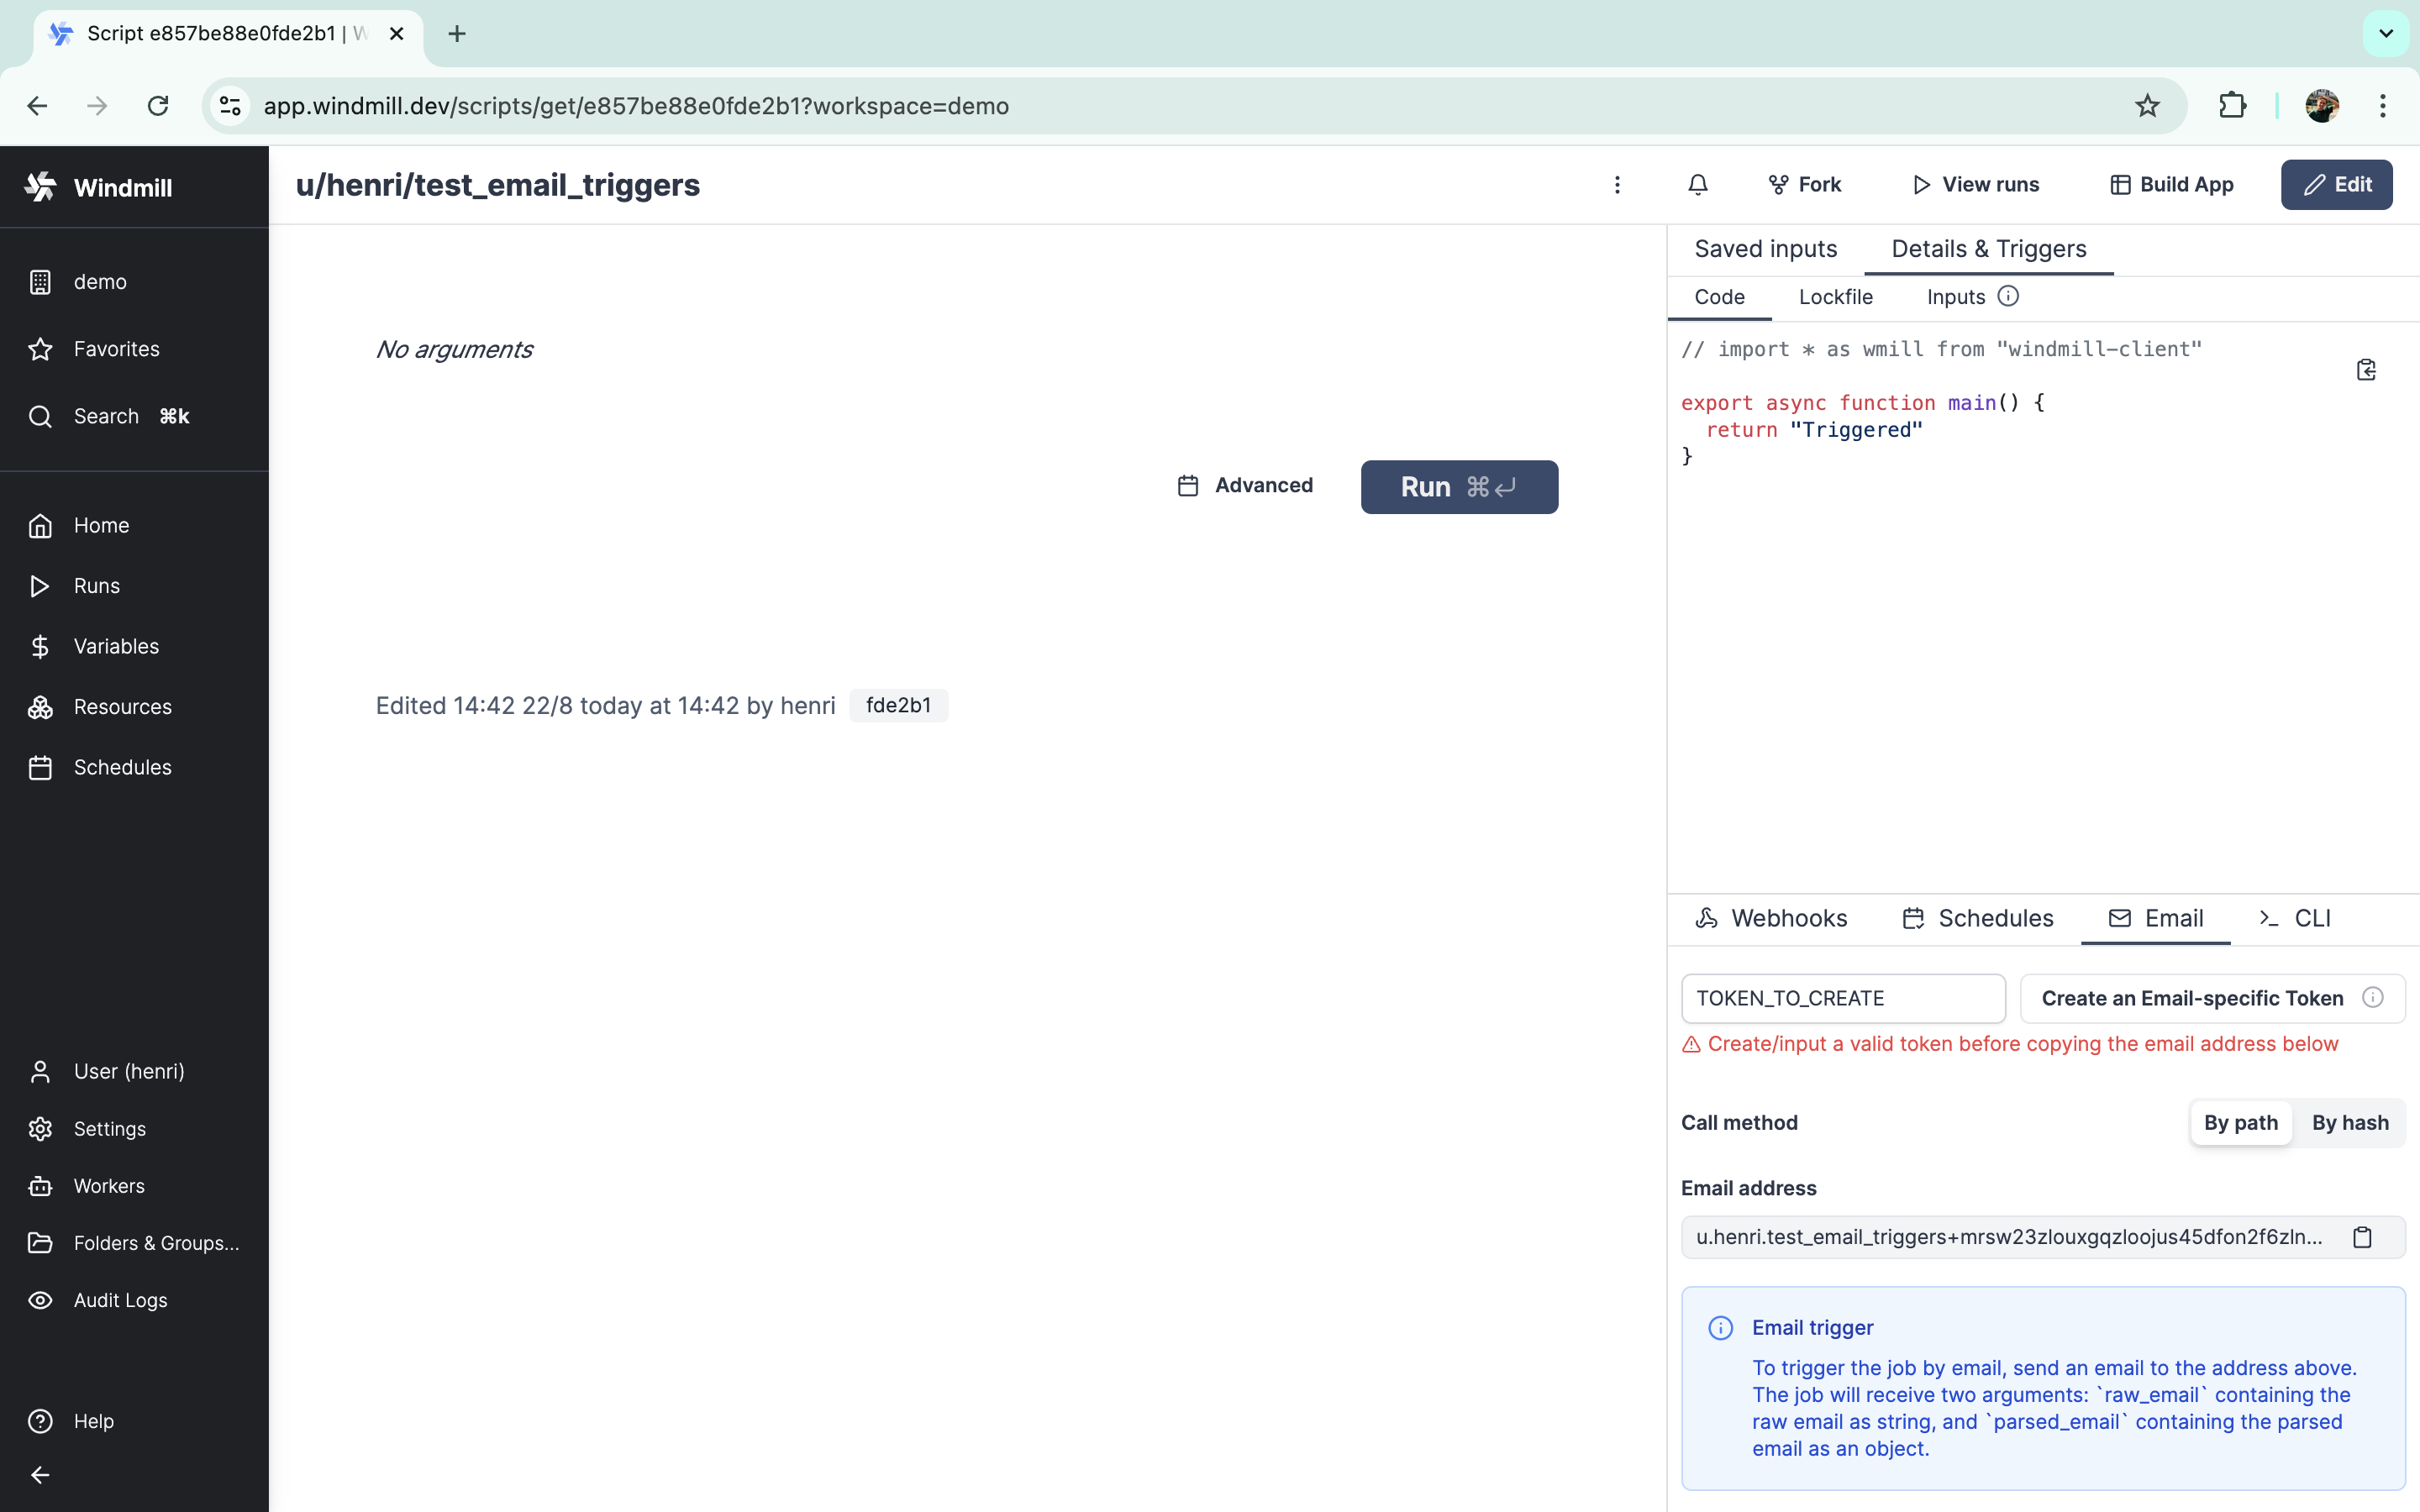 Script e857be88e0fde2b1 | W
app.windmill.dev/scripts/get/e857be88e0fde2b1?workspace=demo
Windmill
demo
Favorites
Search ⌘k
Home
Runs
Variables
Resources
Schedules
User (henri)
Settings
Workers
Folders & Groups...
Audit Logs
Help
u/henri/test_email_triggers
Fork
View runs
Build App
Edit
No arguments
Advanced
Run ⌘
Edited 14:42 22/8 today at 14:42 by henri fde2b1
Saved inputs
Details & Triggers
Code
Lockfile
Inputs
// import * as wmill from "windmill-client"
export async function main() {
return "Triggered"
}
Webhooks
Schedules
Email
CLI
TOKEN_TO_CREATE
Create an Email-specific Token
Create/input a valid token before copying the email address below
Call method
By path
By hash
Email address
u.henri.test_email_triggers+mrsw23zlouxgqzloojus45dfon2f6zln...
Email trigger
To trigger the job by email, send an email to the address above.
The job will receive two arguments: `raw_email` containing the
raw email as string, and `parsed_email` containing the parsed
email as an object.